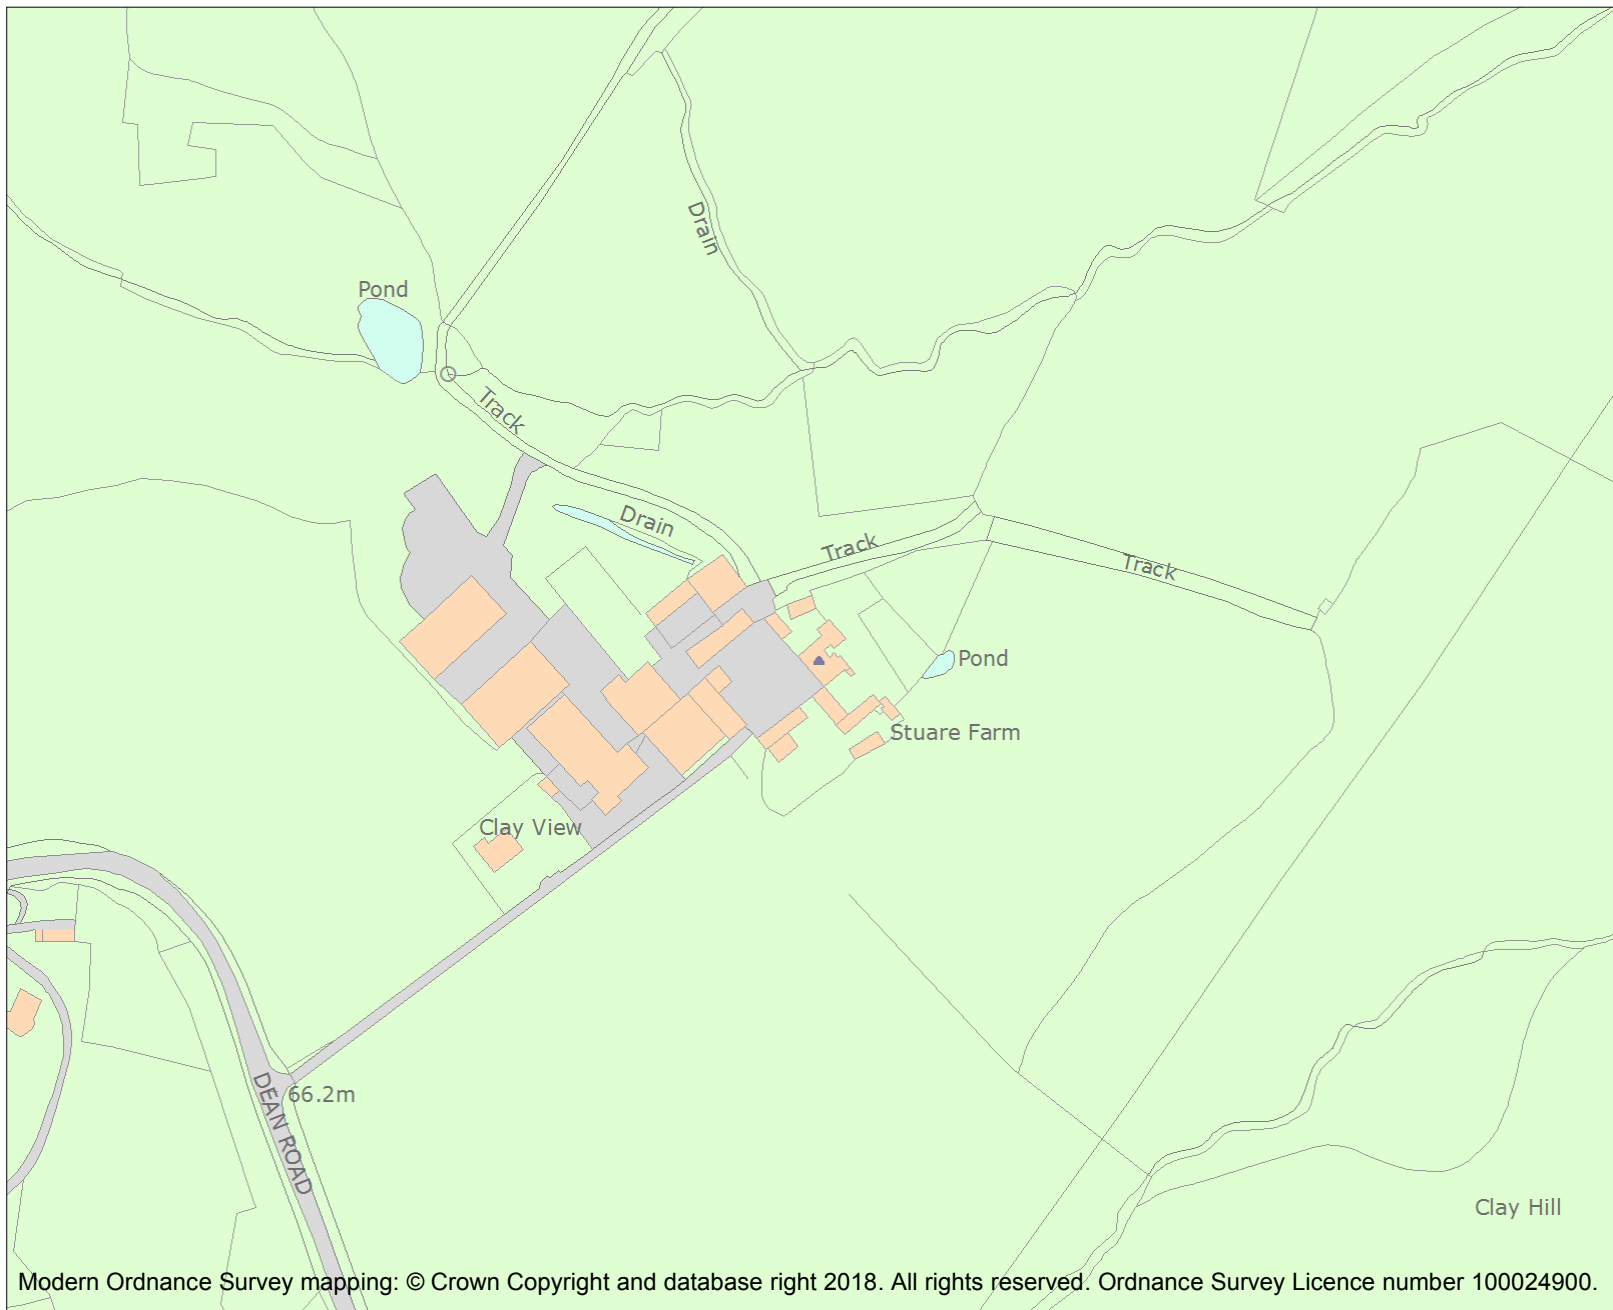 Drain
Pond
Track
Drain
Track
Track
Pond
Stuare Farm
Clay View
DEAN ROAD
66.2m
Clay Hill
Modern Ordnance Survey mapping: © Crown Copyright and database right 2018. All rights reserved. Ordnance Survey Licence number 100024900.